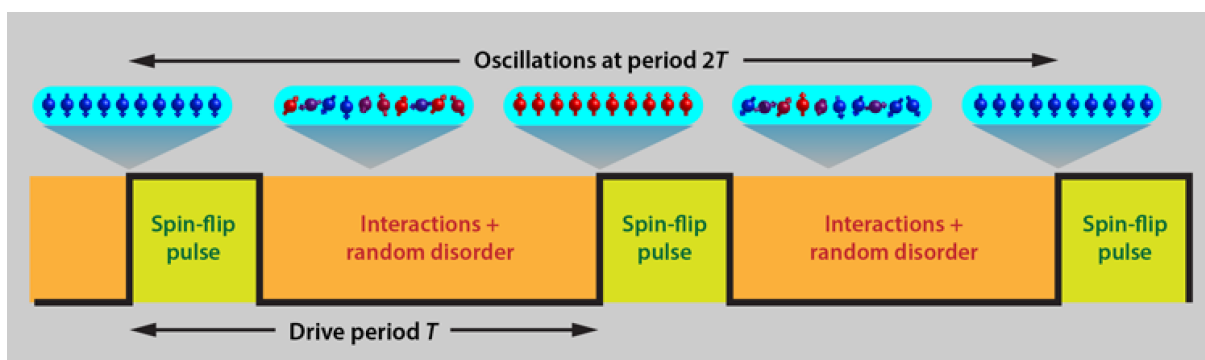 Oscillations at period 2T
Spin-flip
pulse
Interactions +
random disorder
Spin-flip
pulse
Interactions +
random disorder
Spin-flip
pulse
Drive period T